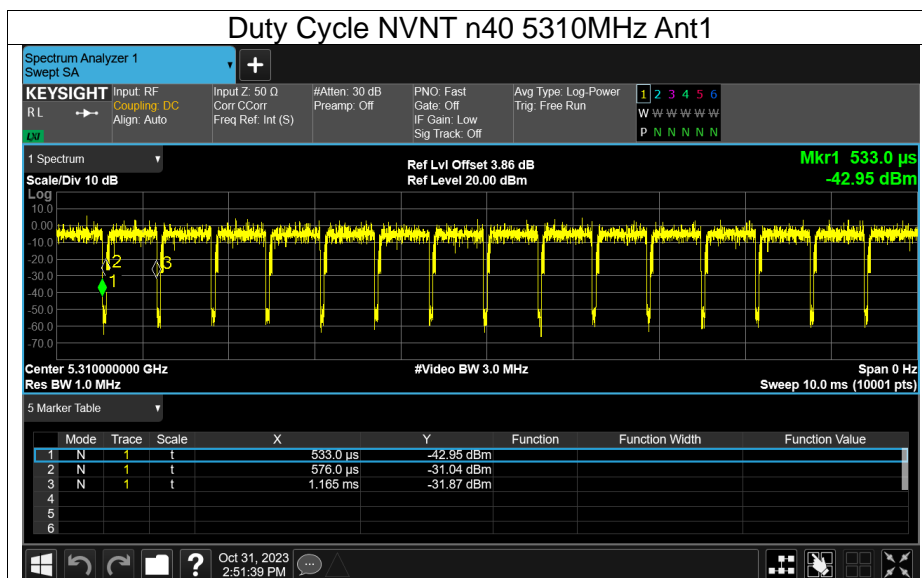 Duty Cycle NVNT n40 5310MHz Ant1
Spectrum Analyzer 1
Swept SA
+
KEYSIGHT Input: RF Input Z: 50 Ω #Atten: 30 dB PNO: Fast Avg Type: Log-Power 1 2 3 4 5 6
R L Coupling: DC Corr CCorr Preamp: Off Gate: Off Trig: Free Run
Align: Auto Freq Ref: Int (S) IF Gain: Low W W W W W W
LXI Sig Track: Off P N N N N N
1 Spectrum Ref Lvl Offset 3.86 dB Mkr1 533.0 µs
Scale/Div 10 dB Ref Level 20.00 dBm -42.95 dBm
Log
10.0
0.00
-10.0
-20.0 2 3
-30.0 1
-40.0
-50.0
-60.0
-70.0
Center 5.310000000 GHz #Video BW 3.0 MHz Span 0 Hz
Res BW 1.0 MHz Sweep 10.0 ms (10001 pts)
5 Marker Table
Mode Trace Scale X Y Function Function Width Function Value
1 N 1 t 533.0 µs -42.95 dBm
2 N 1 t 576.0 µs -31.04 dBm
3 N 1 t 1.165 ms -31.87 dBm
4
5
6
? Oct 31, 2023
2:51:39 PM